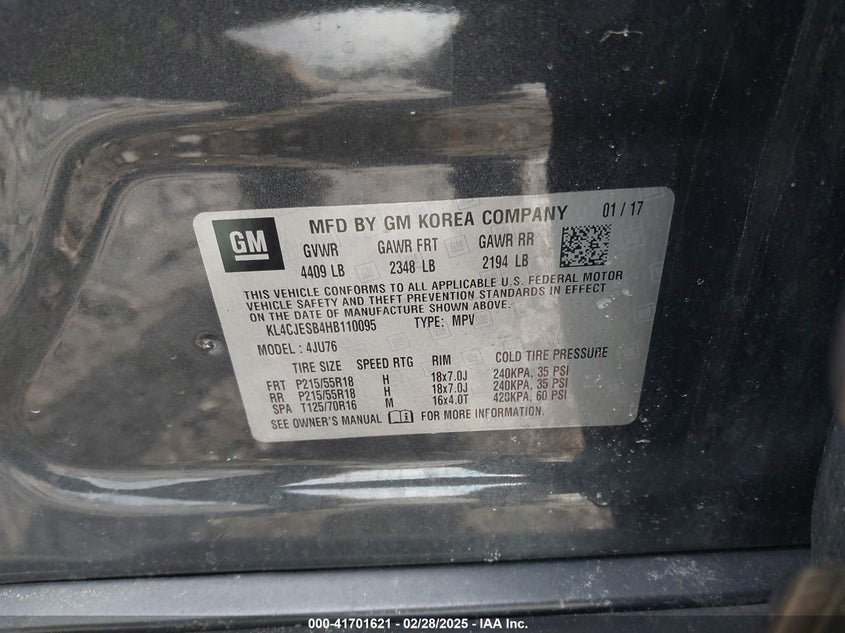 GM MFD BY GM KOREA COMPANY 01 / 17
GVWR GAWR FRT GAWR RR
4409 LB 2348 LB 2194 LB
THIS VEHICLE CONFORMS TO ALL APPLICABLE U.S. FEDERAL MOTOR
VEHICLE SAFETY AND THEFT PREVENTION STANDARDS IN EFFECT
ON THE DATE OF MANUFACTURE SHOWN ABOVE.
KL4CJESB4HB110095 TYPE: MPV
MODEL : 4JU76
TIRE SIZE SPEED RTG RIM COLD TIRE PRESSURE
FRT P215/55R18 H 18x7.0J 240KPA, 35 PSI
RR P215/55R18 H 18x7.0J 240KPA, 35 PSI
SPA T125/70R16 M 16x4.0T 420KPA, 60 PSI
SEE OWNER'S MANUAL FOR MORE INFORMATION.
000-41701621 / 02/28/2025 - IAA Inc.